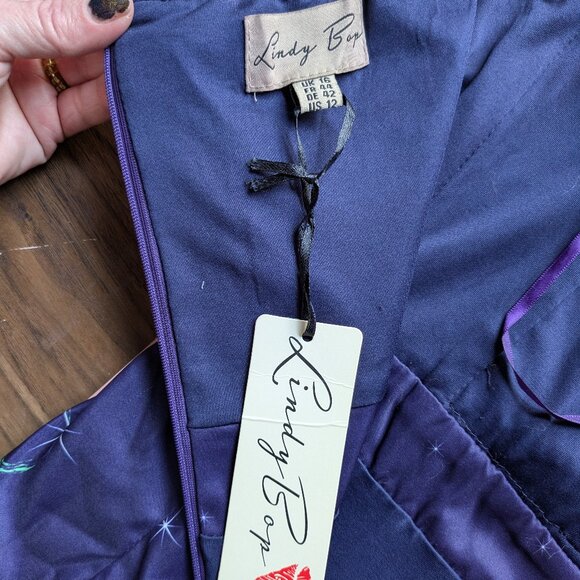 Lindy Bop
UK 16
FR 44
DE 42
US 12
Lindy Bop